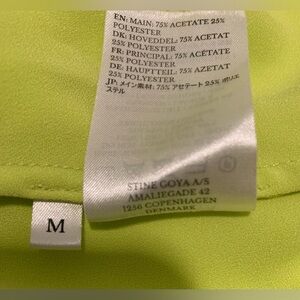 EN: MAIN: 75% ACETATE 25%
POLYESTER
DK: HOVEDDEL: 75% ACETAT
25% POLYESTER
FR: PRINCIPAL: 75% ACÉTATE
25% POLYESTER
DE: HAUPTTEIL: 75% AZETAT
25% POLYESTER
JP: メイン素材: 75% アセテート 25% ポリエ
ステル
STINE GOYA A/S
AMALIEGADE 42
1256 COPENHAGEN
DENMARK
M